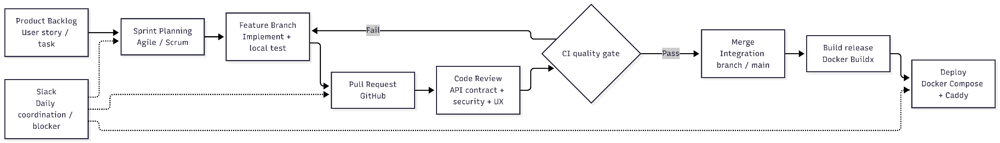 Product Backlog
User story /
task
Sprint Planning
Agile / Scrum
Feature Branch
Implement +
local test
Fail
CI quality gate
Pass
Merge
Integration
branch / main
Build release
Docker Buildx
Slack
Daily
coordination /
blocker
Pull Request
GitHub
Code Review
API contract +
security + UX
Deploy
Docker Compose
+ Caddy